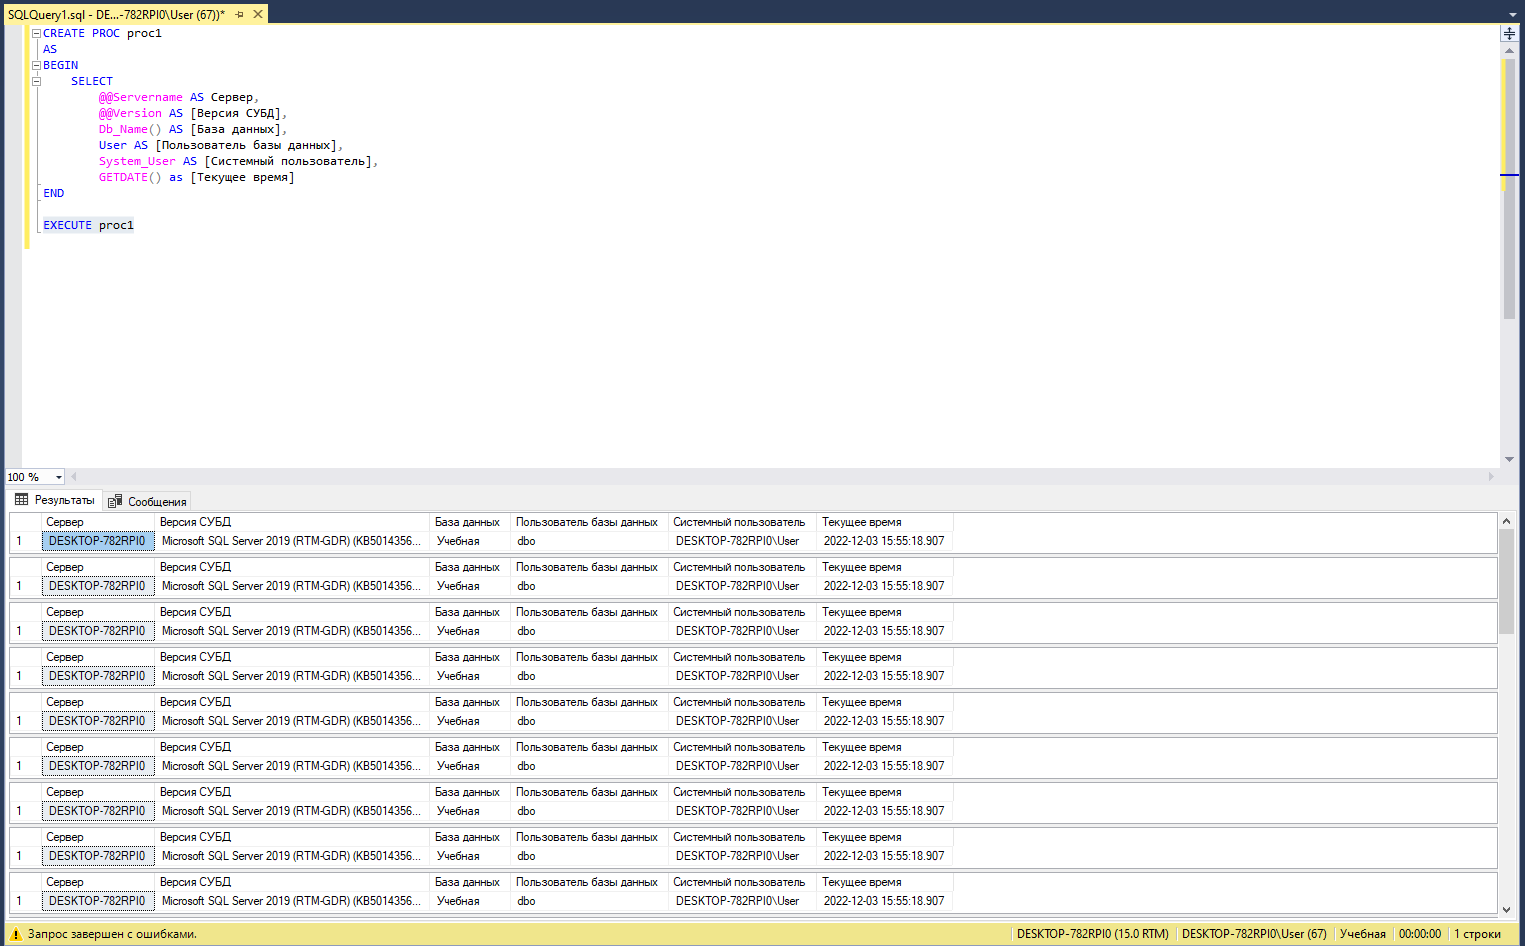 SQLQuery1.sql - DE...-782RPI0\User (67))*
CREATE PROC proc1
AS
BEGIN
SELECT
@@Servername AS Сервер,
@@Version AS [Версия СУБД],
Db_Name() AS [База данных],
User AS [Пользователь базы данных],
System_User AS [Системный пользователь],
GETDATE() as [Текущее время]
END
EXECUTE proc1
100 %
Результаты Сообщения
Сервер Версия СУБД База данных Пользователь базы данных Системный пользователь Текущее время
1 DESKTOP-782RPI0 Microsoft SQL Server 2019 (RTM-GDR) (KB5014356... Учебная dbo DESKTOP-782RPI0\User 2022-12-03 15:55:18.907
Сервер Версия СУБД База данных Пользователь базы данных Системный пользователь Текущее время
1 DESKTOP-782RPI0 Microsoft SQL Server 2019 (RTM-GDR) (KB5014356... Учебная dbo DESKTOP-782RPI0\User 2022-12-03 15:55:18.907
Сервер Версия СУБД База данных Пользователь базы данных Системный пользователь Текущее время
1 DESKTOP-782RPI0 Microsoft SQL Server 2019 (RTM-GDR) (KB5014356... Учебная dbo DESKTOP-782RPI0\User 2022-12-03 15:55:18.907
Сервер Версия СУБД База данных Пользователь базы данных Системный пользователь Текущее время
1 DESKTOP-782RPI0 Microsoft SQL Server 2019 (RTM-GDR) (KB5014356... Учебная dbo DESKTOP-782RPI0\User 2022-12-03 15:55:18.907
Сервер Версия СУБД База данных Пользователь базы данных Системный пользователь Текущее время
1 DESKTOP-782RPI0 Microsoft SQL Server 2019 (RTM-GDR) (KB5014356... Учебная dbo DESKTOP-782RPI0\User 2022-12-03 15:55:18.907
Сервер Версия СУБД База данных Пользователь базы данных Системный пользователь Текущее время
1 DESKTOP-782RPI0 Microsoft SQL Server 2019 (RTM-GDR) (KB5014356... Учебная dbo DESKTOP-782RPI0\User 2022-12-03 15:55:18.907
Сервер Версия СУБД База данных Пользователь базы данных Системный пользователь Текущее время
1 DESKTOP-782RPI0 Microsoft SQL Server 2019 (RTM-GDR) (KB5014356... Учебная dbo DESKTOP-782RPI0\User 2022-12-03 15:55:18.907
Сервер Версия СУБД База данных Пользователь базы данных Системный пользователь Текущее время
1 DESKTOP-782RPI0 Microsoft SQL Server 2019 (RTM-GDR) (KB5014356... Учебная dbo DESKTOP-782RPI0\User 2022-12-03 15:55:18.907
Сервер Версия СУБД База данных Пользователь базы данных Системный пользователь Текущее время
1 DESKTOP-782RPI0 Microsoft SQL Server 2019 (RTM-GDR) (KB5014356... Учебная dbo DESKTOP-782RPI0\User 2022-12-03 15:55:18.907
Запрос завершен с ошибками. DESKTOP-782RPI0 (15.0 RTM) DESKTOP-782RPI0\User (67) Учебная 00:00:00 1 строки